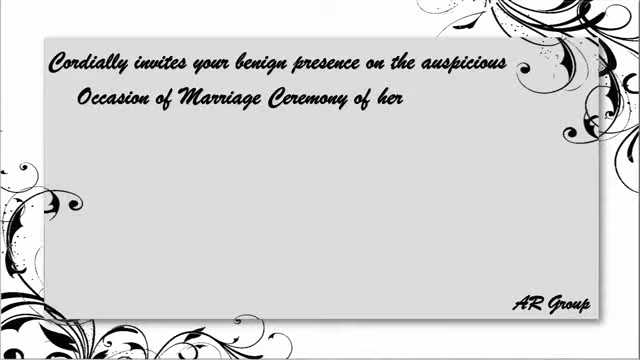 Cordially invites your benign presence on the auspicious
Occasion of Marriage Ceremony of her
AR Group